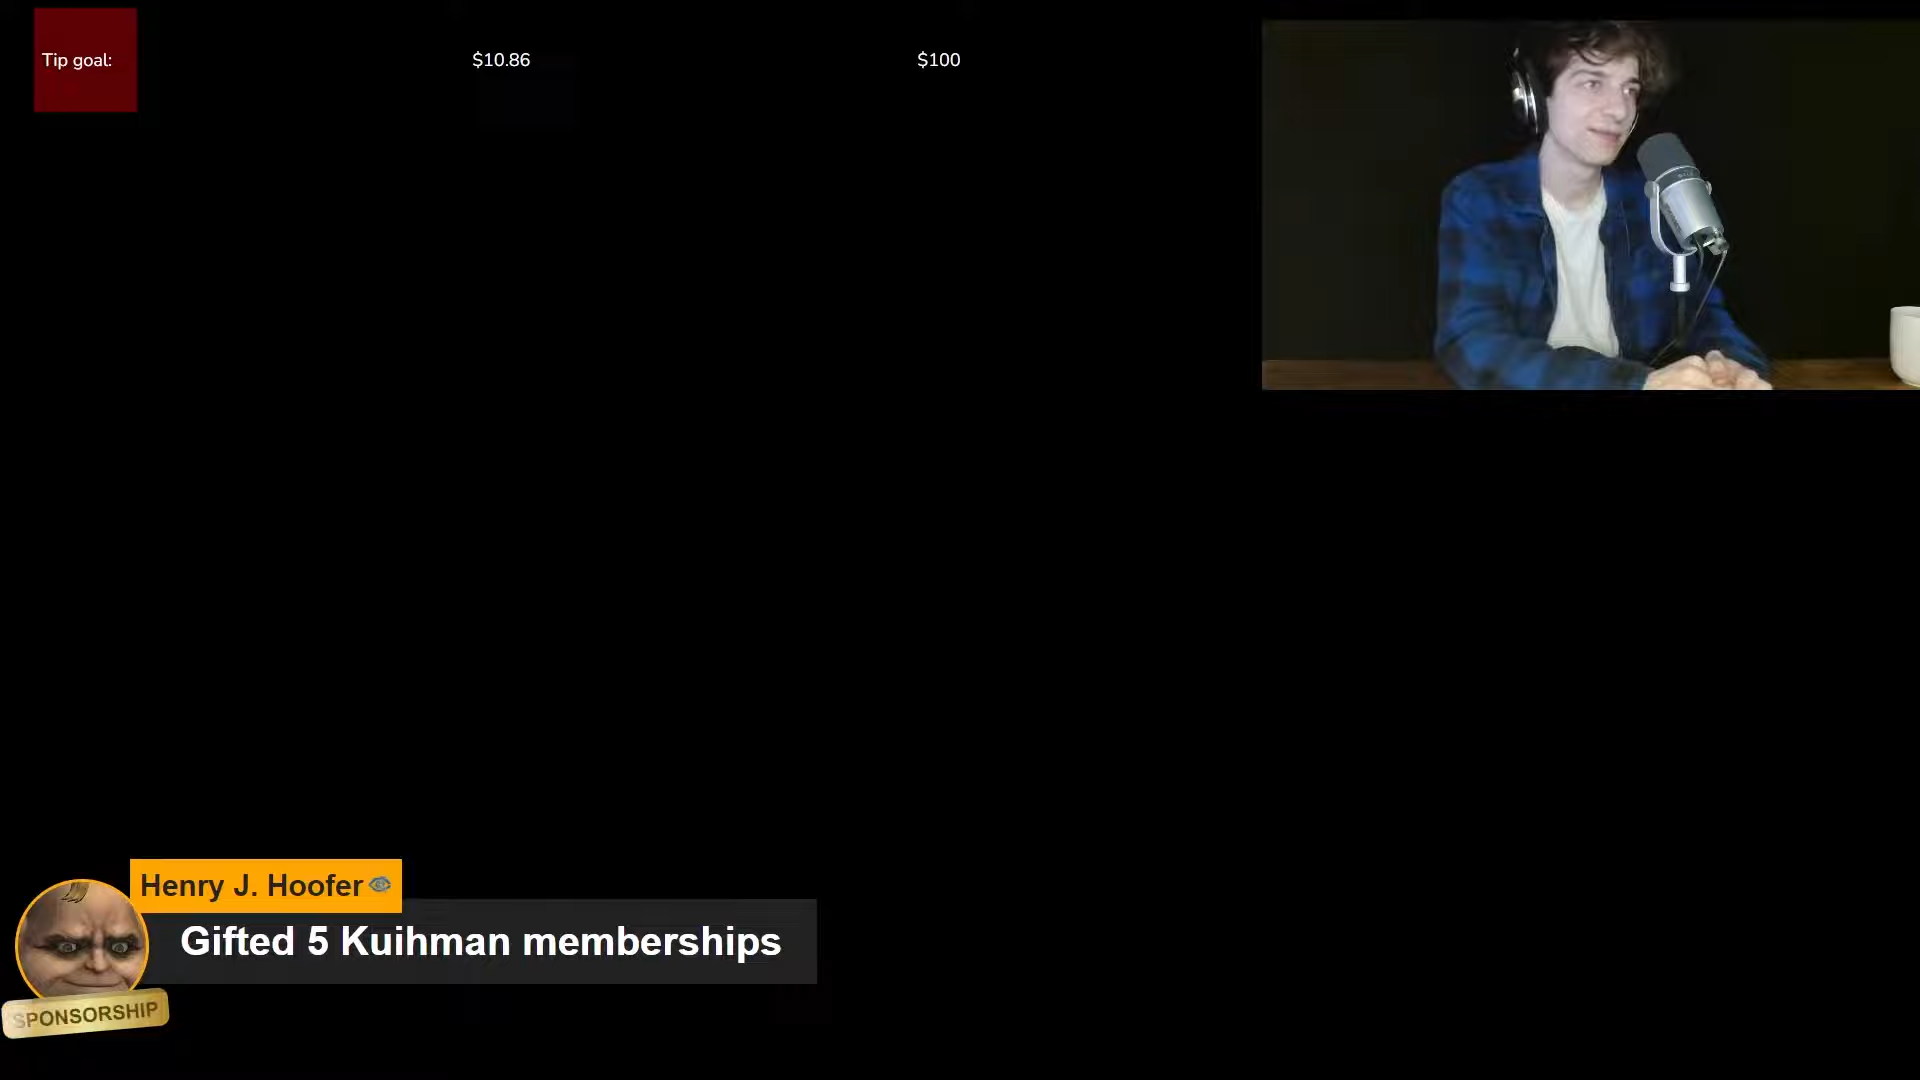 Tip goal: $10.86 $100
Henry J. Hoofer
Gifted 5 Kuihman memberships
SPONSORSHIP